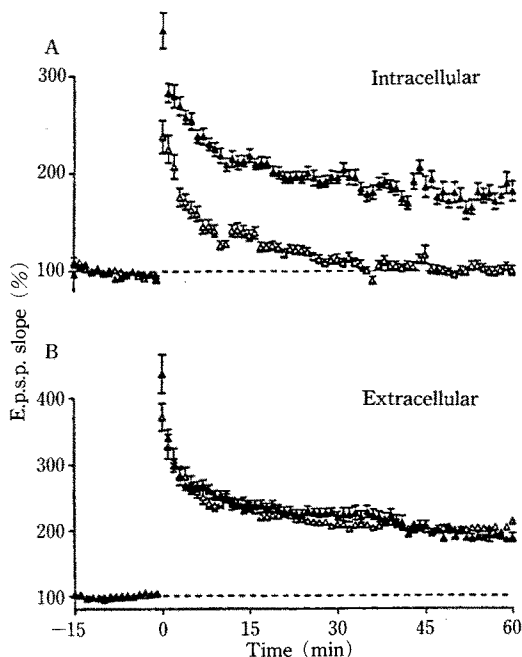 A
Intracellular
300
200
100
E.p.s.p. slope (%)
B
Extracellular
400
300
200
100
−15
0
15
30
45
60
Time (min)